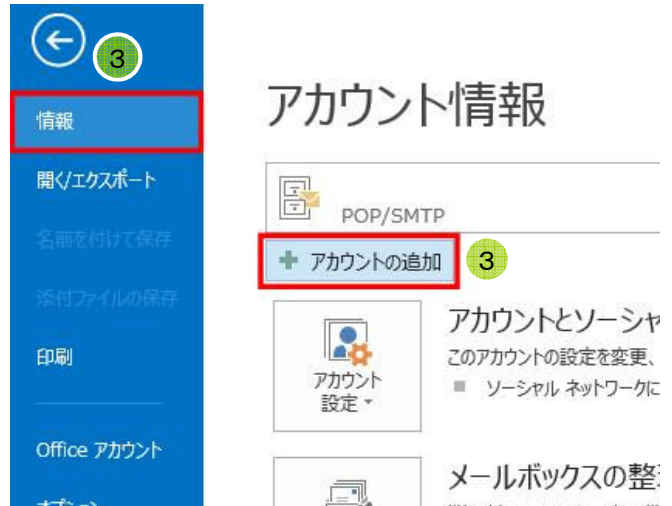 3
情報
開く/エクスポート
名前を付けて保存
添付ファイルの保存
印刷
Office アカウント
オプション
アカウント情報
POP/SMTP
アカウントの追加
3
アカウント
設定
アカウントとソーシャ
このアカウントの設定を変更、
ソーシャル ネットワークに
メールボックスの整